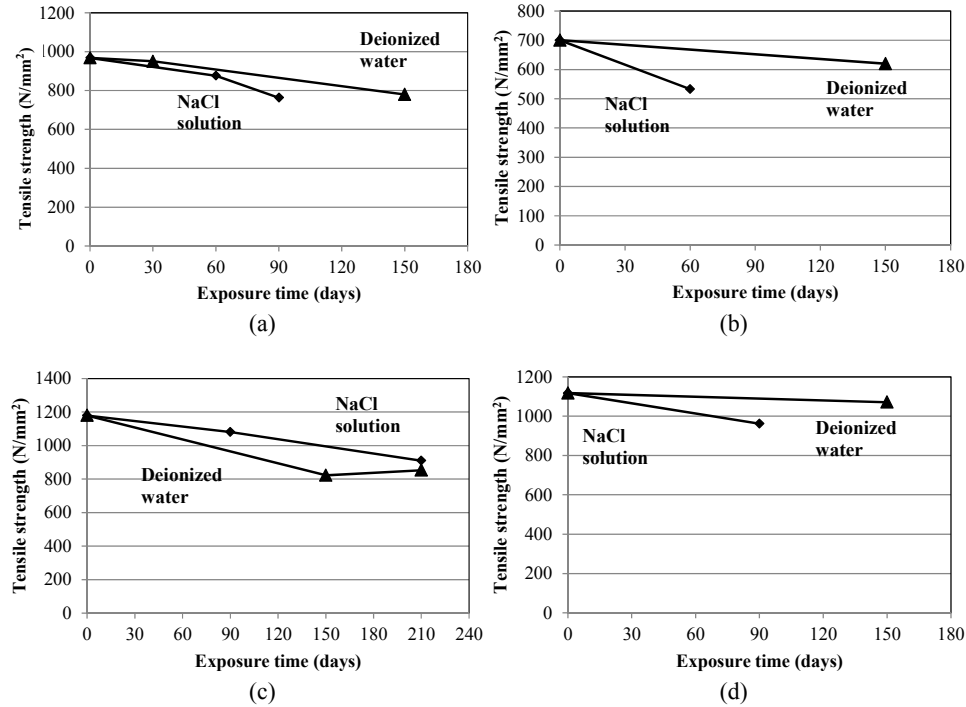 1200
1000
800
600
400
200
0
Tensile strength (N/mm²)
Deionized
water
NaCl
solution
0 30 60 90 120 150 180
Exposure time (days)
(a)
800
700
600
500
400
300
200
100
0
Tensile strength (N/mm²)
NaCl
solution
Deionized
water
0 30 60 90 120 150 180
Exposure time (days)
(b)
1400
1200
1000
800
600
400
200
0
Tensile strength (N/mm²)
NaCl
solution
Deionized
water
0 30 60 90 120 150 180 210 240
Exposure time (days)
(c)
1200
1000
800
600
400
200
0
Tensile strength (N/mm²)
NaCl
solution
Deionized
water
0 30 60 90 120 150 180
Exposure time (days)
(d)